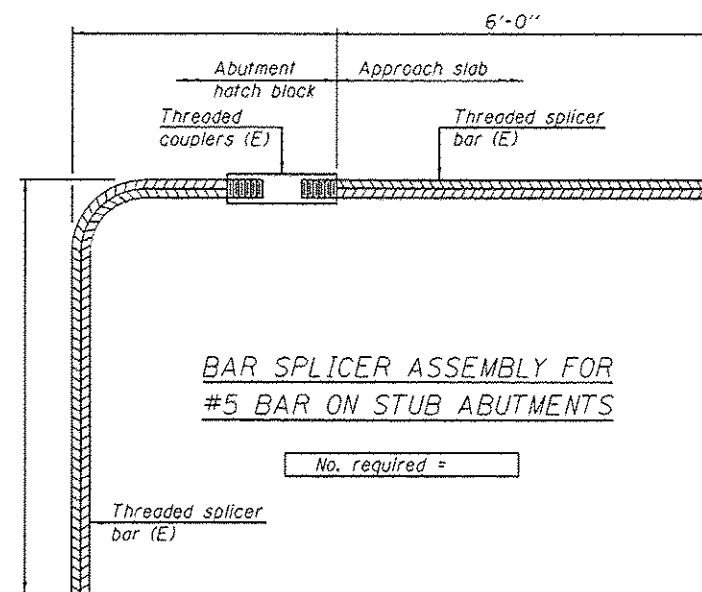 6'-0"
Abutment
hatch block
Approach slab
Threaded
couplers (E)
Threaded splicer
bar (E)
BAR SPLICER ASSEMBLY FOR
#5 BAR ON STUB ABUTMENTS
No. required =
Threaded splicer
bar (E)